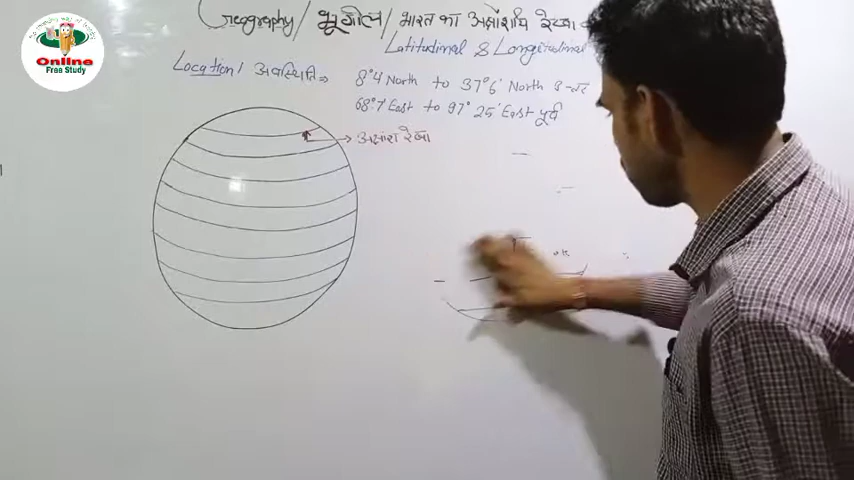 Online
Free Study
Geography/ भूगोल/ भारत का अक्षांशीय रेखा
Latitudinal & Longitudinal
Location/ अवस्थिति⇒ 8°4 North to 37°6' North उत्तर
68°7' East to 97° 25' East पूर्व
अक्षांश रेखा